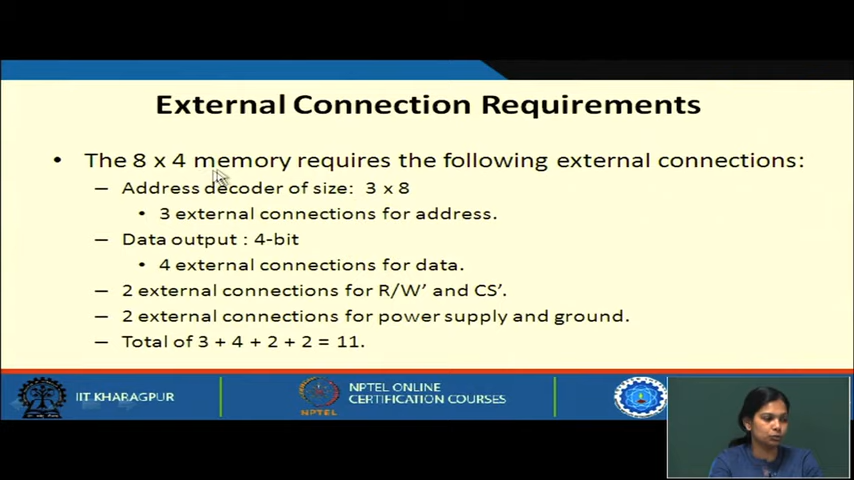 External Connection Requirements
• The 8 x 4 memory requires the following external connections:
– Address decoder of size: 3 x 8
• 3 external connections for address.
– Data output : 4-bit
• 4 external connections for data.
– 2 external connections for R/W’ and CS’.
– 2 external connections for power supply and ground.
– Total of 3 + 4 + 2 + 2 = 11.
IIT KHARAGPUR
NPTEL
NPTEL ONLINE
CERTIFICATION COURSES